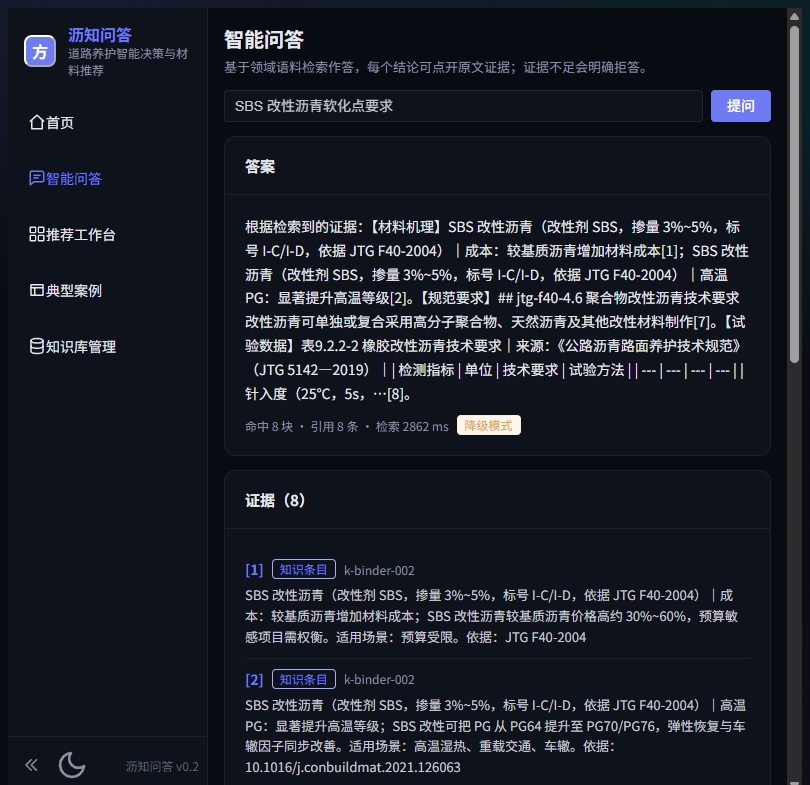 方
沥知问答
道路养护智能决策与材
料推荐
首页
智能问答
推荐工作台
典型案例
知识库管理
沥知问答 v0.2
智能问答
基于领域语料检索作答，每个结论可点开原文证据；证据不足会明确拒答。
SBS 改性沥青软化点要求
提问
答案
根据检索到的证据：【材料机理】SBS 改性沥青（改性剂 SBS，掺量 3%~5%，标
号 I-C/I-D，依据 JTG F40-2004）｜成本：较基质沥青增加材料成本[1]；SBS 改性
沥青（改性剂 SBS，掺量 3%~5%，标号 I-C/I-D，依据 JTG F40-2004）｜高温
PG：显著提升高温等级[2]。【规范要求】## jtg-f40-4.6 聚合物改性沥青技术要求
改性沥青可单独或复合采用高分子聚合物、天然沥青及其他改性材料制作[7]。【试
验数据】表9.2.2-2 橡胶改性沥青技术要求｜来源：《公路沥青路面养护技术规范》
（JTG 5142—2019）｜| 检测指标 | 单位 | 技术要求 | 试验方法 | | --- | --- | --- | --- | |
针入度（25℃，5s，…[8]。
命中 8 块 · 引用 8 条 · 检索 2862 ms 降级模式
证据（8）
[1] 知识条目 k-binder-002
SBS 改性沥青（改性剂 SBS，掺量 3%~5%，标号 I-C/I-D，依据 JTG F40-2004）｜成
本：较基质沥青增加材料成本；SBS 改性沥青较基质沥青价格高约 30%~60%，预算敏
感项目需权衡。适用场景：预算受限。依据：JTG F40-2004
[2] 知识条目 k-binder-002
SBS 改性沥青（改性剂 SBS，掺量 3%~5%，标号 I-C/I-D，依据 JTG F40-2004）｜高温
PG：显著提升高温等级；SBS 改性可把 PG 从 PG64 提升至 PG70/PG76，弹性恢复与车
辙因子同步改善。适用场景：高温湿热、重载交通、车辙。依据：
10.1016/j.conbuildmat.2021.126063